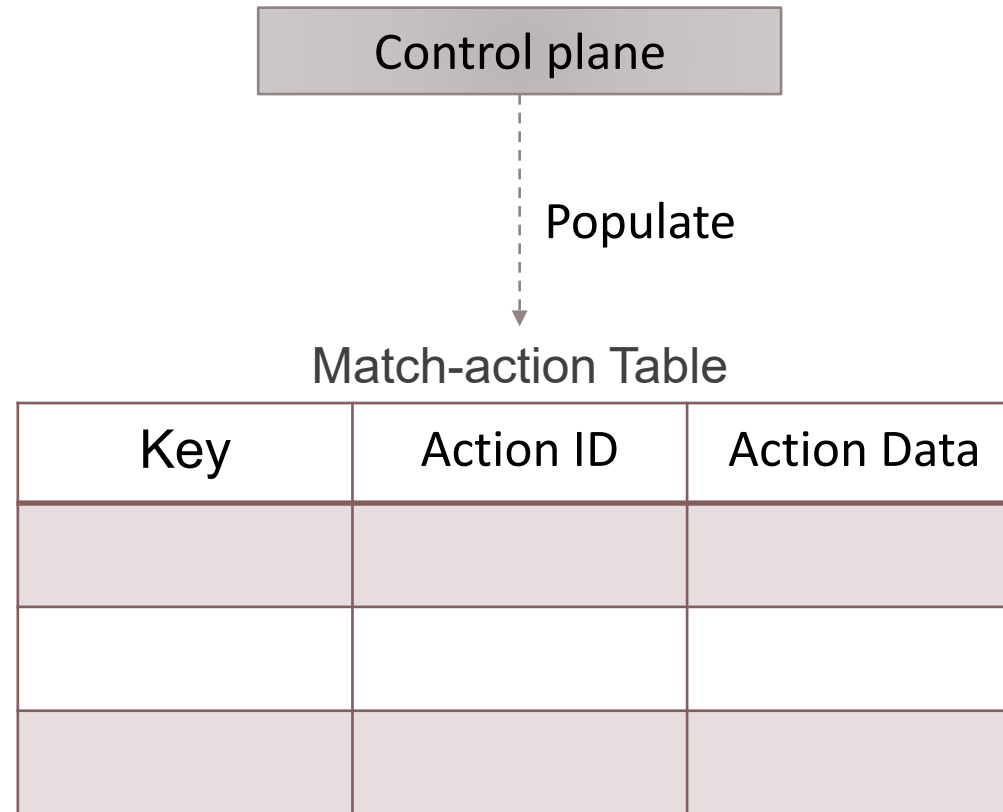 Control plane
Populate
Match-action Table
Key Action ID Action Data